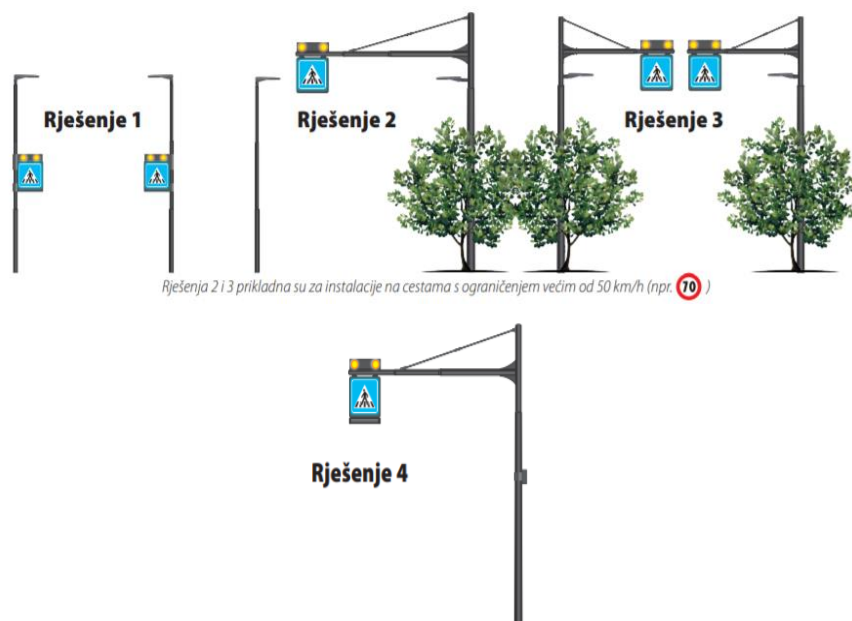 Rješenje 1
Rješenje 2
Rješenje 3
Rješenja 2 i 3 prikladna su za instalacije na cestama s ograničenjem većim od 50 km/h (npr. 70 )
Rješenje 4